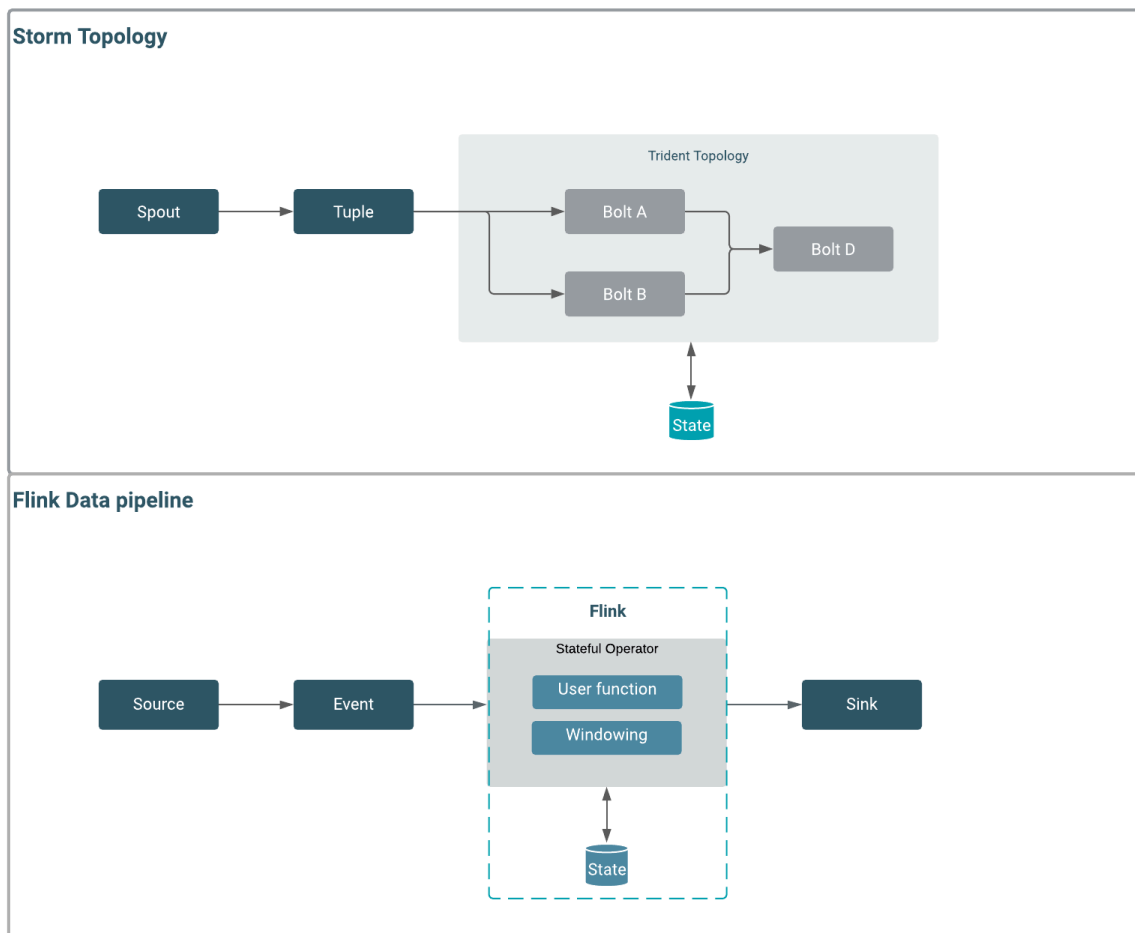 Storm Topology
Trident Topology
Spout
Tuple
Bolt A
Bolt D
Bolt B
State
Flink Data pipeline
Flink
Stateful Operator
User function
Source
Event
Sink
Windowing
State